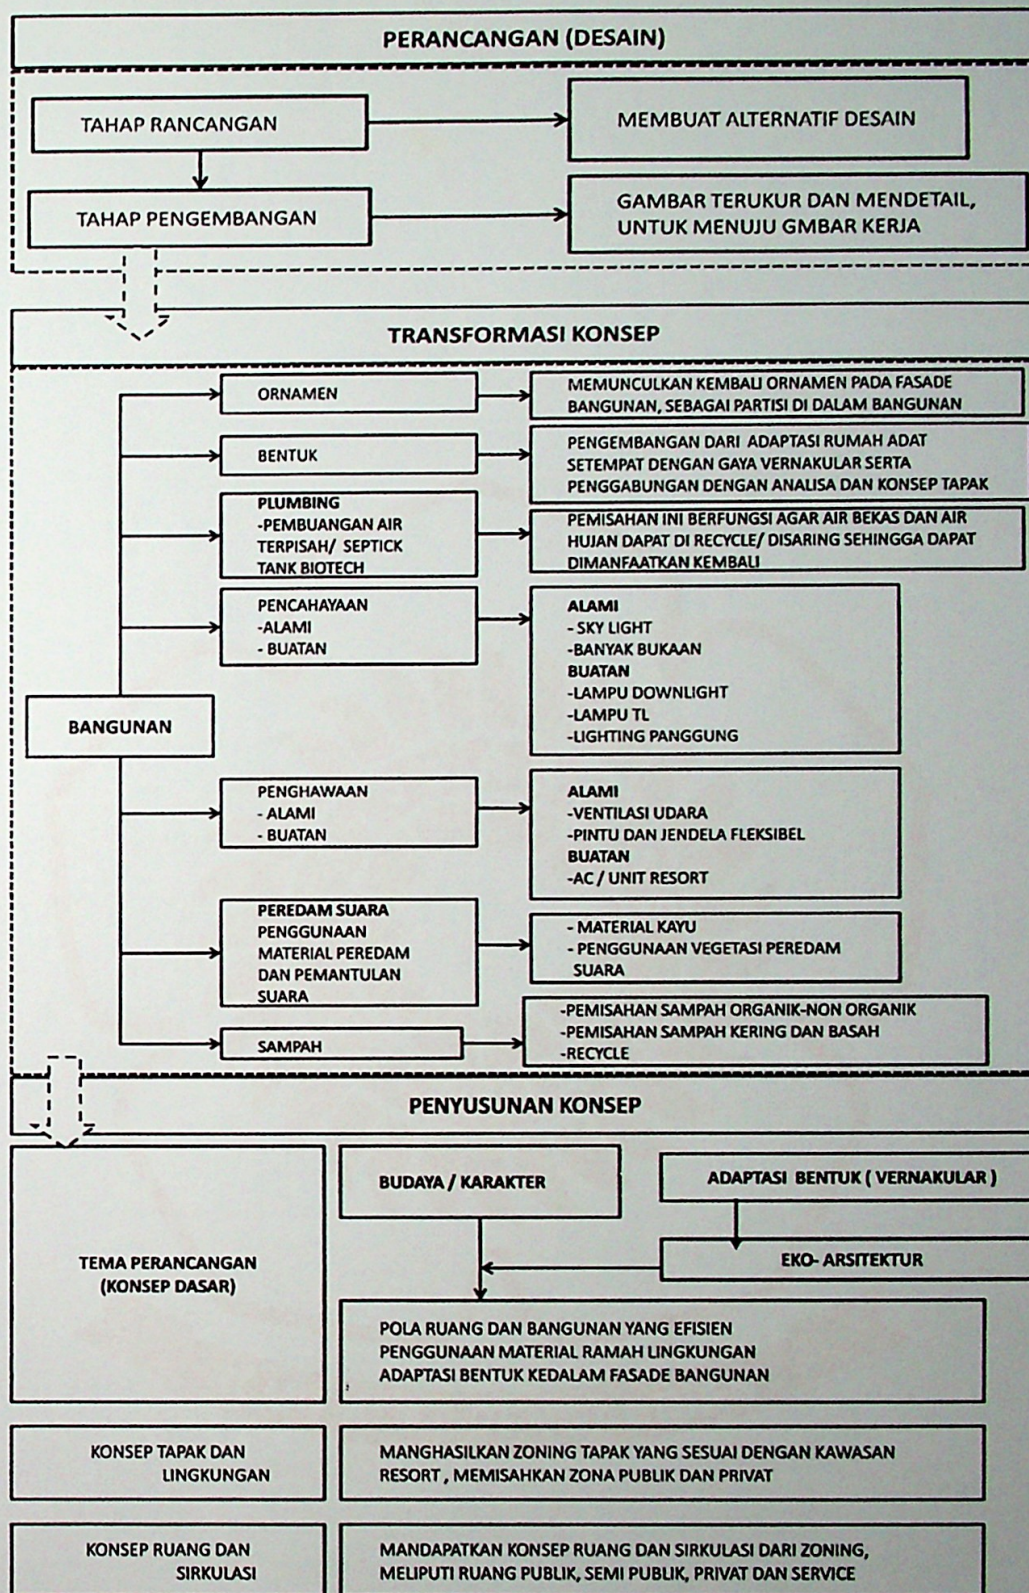 PERANCANGAN (DESAIN)
TAHAP RANCANGAN
MEMBUAT ALTERNATIF DESAIN
TAHAP PENGEMBANGAN
GAMBAR TERUKUR DAN MENDETAIL,
UNTUK MENUJU GMBAR KERJA
TRANSFORMASI KONSEP
BANGUNAN
ORNAMEN
MEMUNCULKAN KEMBALI ORNAMEN PADA FASADE
BANGUNAN, SEBAGAI PARTISI DI DALAM BANGUNAN
BENTUK
PENGEMBANGAN DARI ADAPTASI RUMAH ADAT
SETEMPAT DENGAN GAYA VERNAKULAR SERTA
PENGGABUNGAN DENGAN ANALISA DAN KONSEP TAPAK
PLUMBING
-PEMBUANGAN AIR
TERPISAH/ SEPTICK
TANK BIOTECH
PEMISAHAN INI BERFUNGSI AGAR AIR BEKAS DAN AIR
HUJAN DAPAT DI RECYCLE/ DISARING SEHINGGA DAPAT
DIMANFAATKAN KEMBALI
PENCAHAYAAN
-ALAMI
- BUATAN
ALAMI
- SKY LIGHT
-BANYAK BUKAAN
BUATAN
-LAMPU DOWNLIGHT
-LAMPU TL
-LIGHTING PANGGUNG
PENGHAWAAN
- ALAMI
- BUATAN
ALAMI
-VENTILASI UDARA
-PINTU DAN JENDELA FLEKSIBEL
BUATAN
-AC / UNIT RESORT
PEREDAM SUARA
PENGGUNAAN
MATERIAL PEREDAM
DAN PEMANTULAN
SUARA
- MATERIAL KAYU
- PENGGUNAAN VEGETASI PEREDAM
SUARA
SAMPAH
-PEMISAHAN SAMPAH ORGANIK-NON ORGANIK
-PEMISAHAN SAMPAH KERING DAN BASAH
-RECYCLE
PENYUSUNAN KONSEP
TEMA PERANCANGAN
(KONSEP DASAR)
BUDAYA / KARAKTER
ADAPTASI BENTUK ( VERNAKULAR )
EKO- ARSITEKTUR
POLA RUANG DAN BANGUNAN YANG EFISIEN
PENGGUNAAN MATERIAL RAMAH LINGKUNGAN
ADAPTASI BENTUK KEDALAM FASADE BANGUNAN
KONSEP TAPAK DAN
LINGKUNGAN
MANGHASILKAN ZONING TAPAK YANG SESUAI DENGAN KAWASAN
RESORT , MEMISAHKAN ZONA PUBLIK DAN PRIVAT
KONSEP RUANG DAN
SIRKULASI
MANDAPATKAN KONSEP RUANG DAN SIRKULASI DARI ZONING,
MELIPUTI RUANG PUBLIK, SEMI PUBLIK, PRIVAT DAN SERVICE